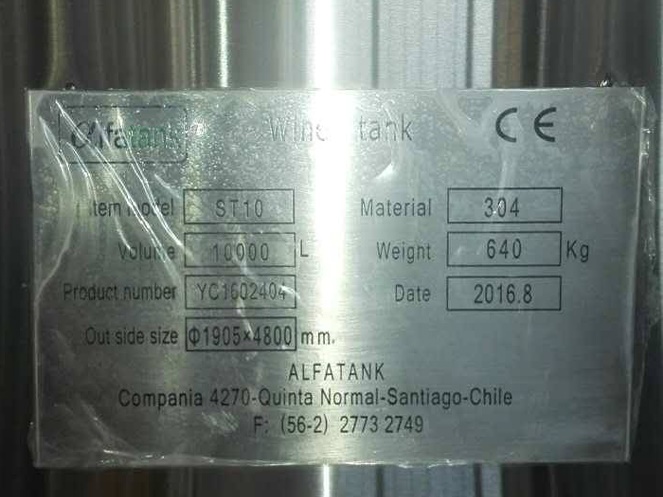 alfatank Wine tank CE
Item model ST10 Material 304
Volume 10000 L Weight 640 Kg
Product number YC1602404 Date 2016.8
Out side size Φ1905×4800 mm.
ALFATANK
Compania 4270-Quinta Normal-Santiago-Chile
F: (56-2) 2773 2749